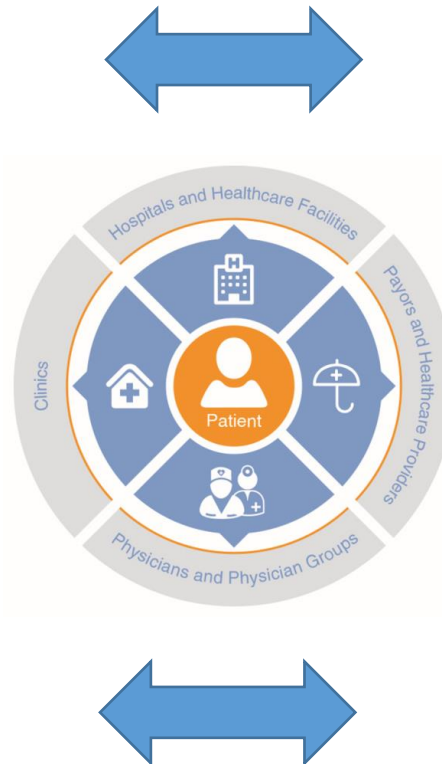 Hospitals and Healthcare Facilities
Clinics
Patient
Payors and Healthcare Providers
Physicians and Physician Groups